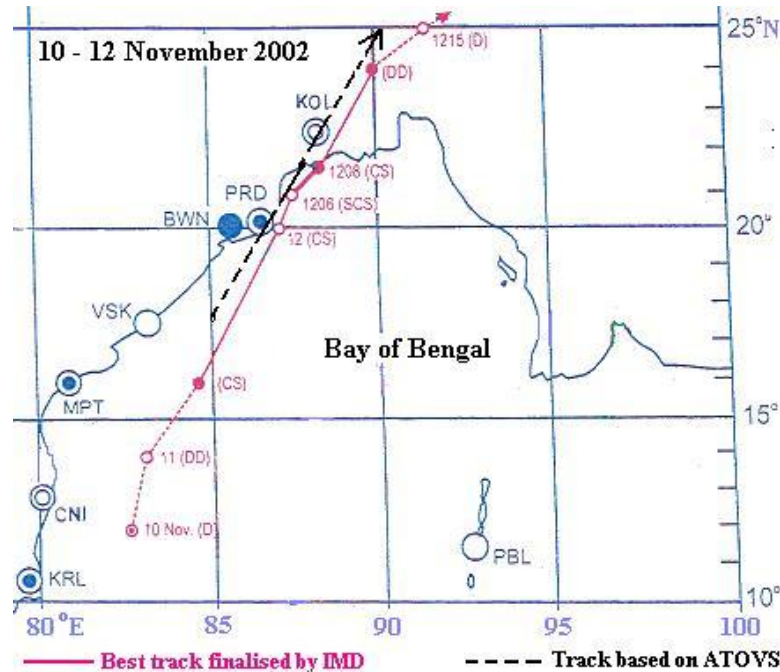 10 - 12 November 2002
25°N
1215 (D)
(DD)
KOL
1208 (CS)
PRD
1206 (SCS)
BWN
20°
12 (CS)
VSK
Bay of Bengal
(CS)
MPT
15°
11 (DD)
CNI
10 Nov. (D)
PBL
KRL
10°
80°E 85 90 95 100
Best track finalised by IMD Track based on ATOVS